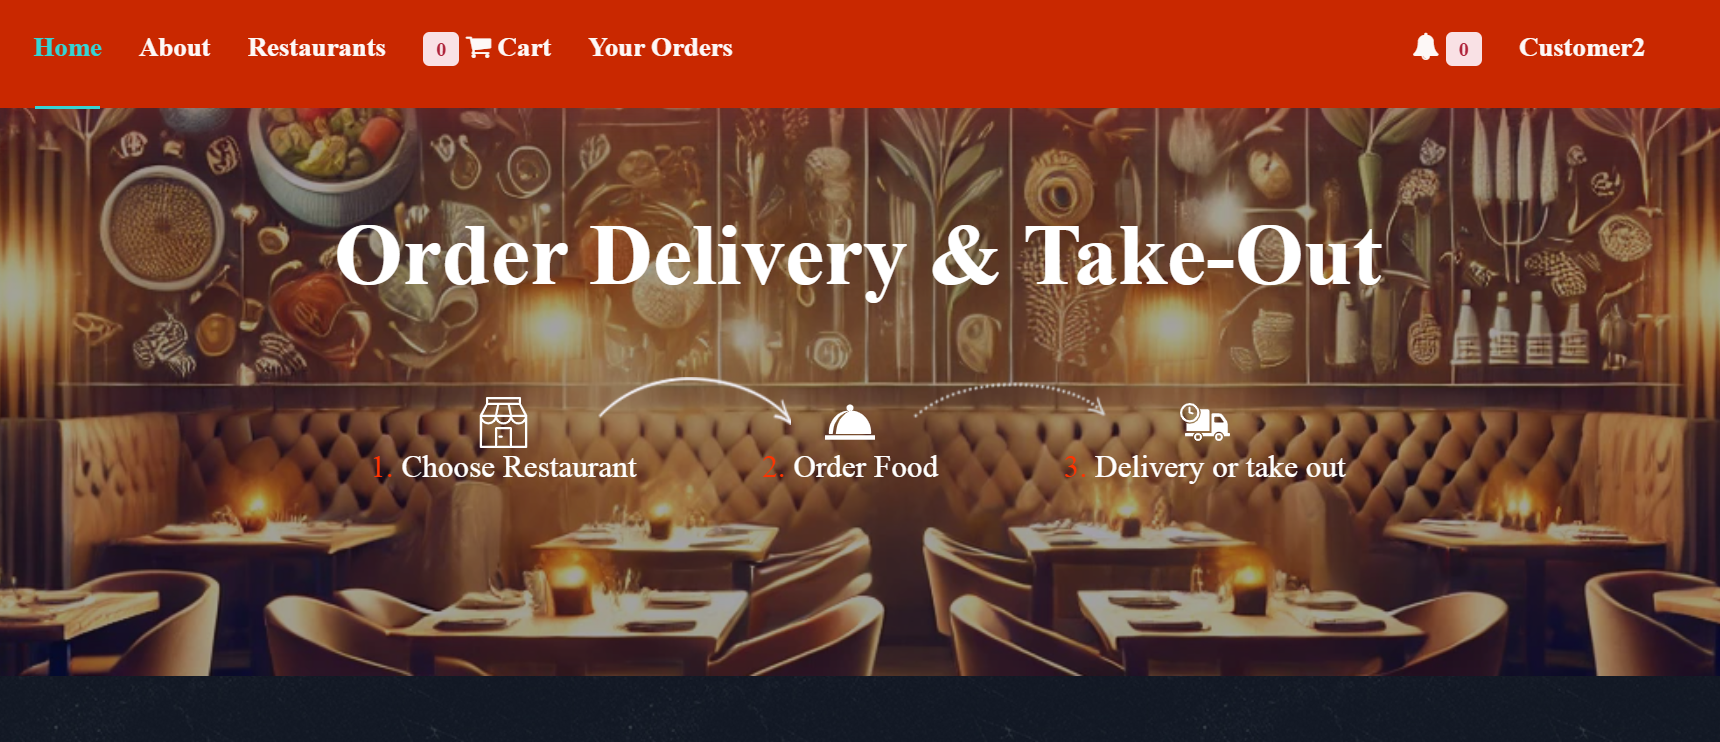 Home About Restaurants 0 Cart Your Orders 0 Customer2
Order Delivery & Take-Out
1. Choose Restaurant 2. Order Food 3. Delivery or take out